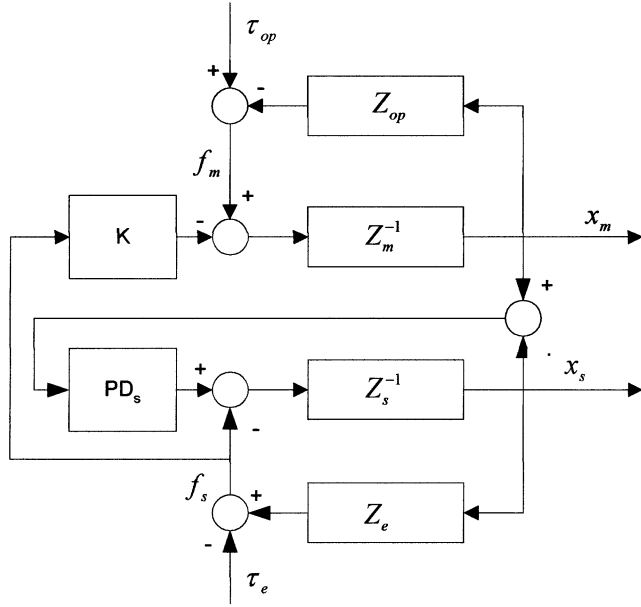 τ_op
+
-
Z_op
f_m
+
K
-
Z_m^{-1}
x_m
+
PD_s
+
-
Z_s^{-1}
x_s
f_s
+
Z_e
-
τ_e